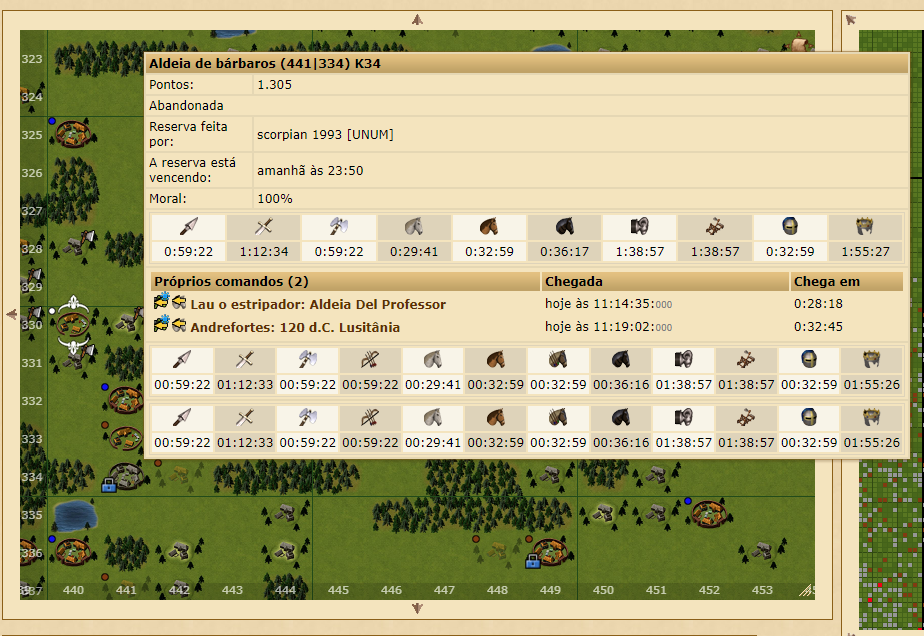 Aldeia de bárbaros (441|334) K34
Pontos: 1.305
Abandonada
Reserva feita por: scorpian 1993 [UNUM]
A reserva está vencendo: amanhã às 23:50
Moral: 100%
0:59:22 1:12:34 0:59:22 0:29:41 0:32:59 0:36:17 1:38:57 1:38:57 0:32:59 1:55:27
Próprios comandos (2) Chegada Chega em
Lau o estripador: Aldeia Del Professor hoje às 11:14:35:000 0:28:18
Andrefortes: 120 d.C. Lusitânia hoje às 11:19:02:000 0:32:45
00:59:22 01:12:33 00:59:22 00:59:22 00:29:41 00:32:59 00:32:59 00:36:16 01:38:57 01:38:57 00:32:59 01:55:26
00:59:22 01:12:33 00:59:22 00:59:22 00:29:41 00:32:59 00:32:59 00:36:16 01:38:57 01:38:57 00:32:59 01:55:26
323
324
325
326
327
328
329
330
331
332
333
334
335
336
440 441 442 443 444 445 446 447 448 449 450 451 452 453